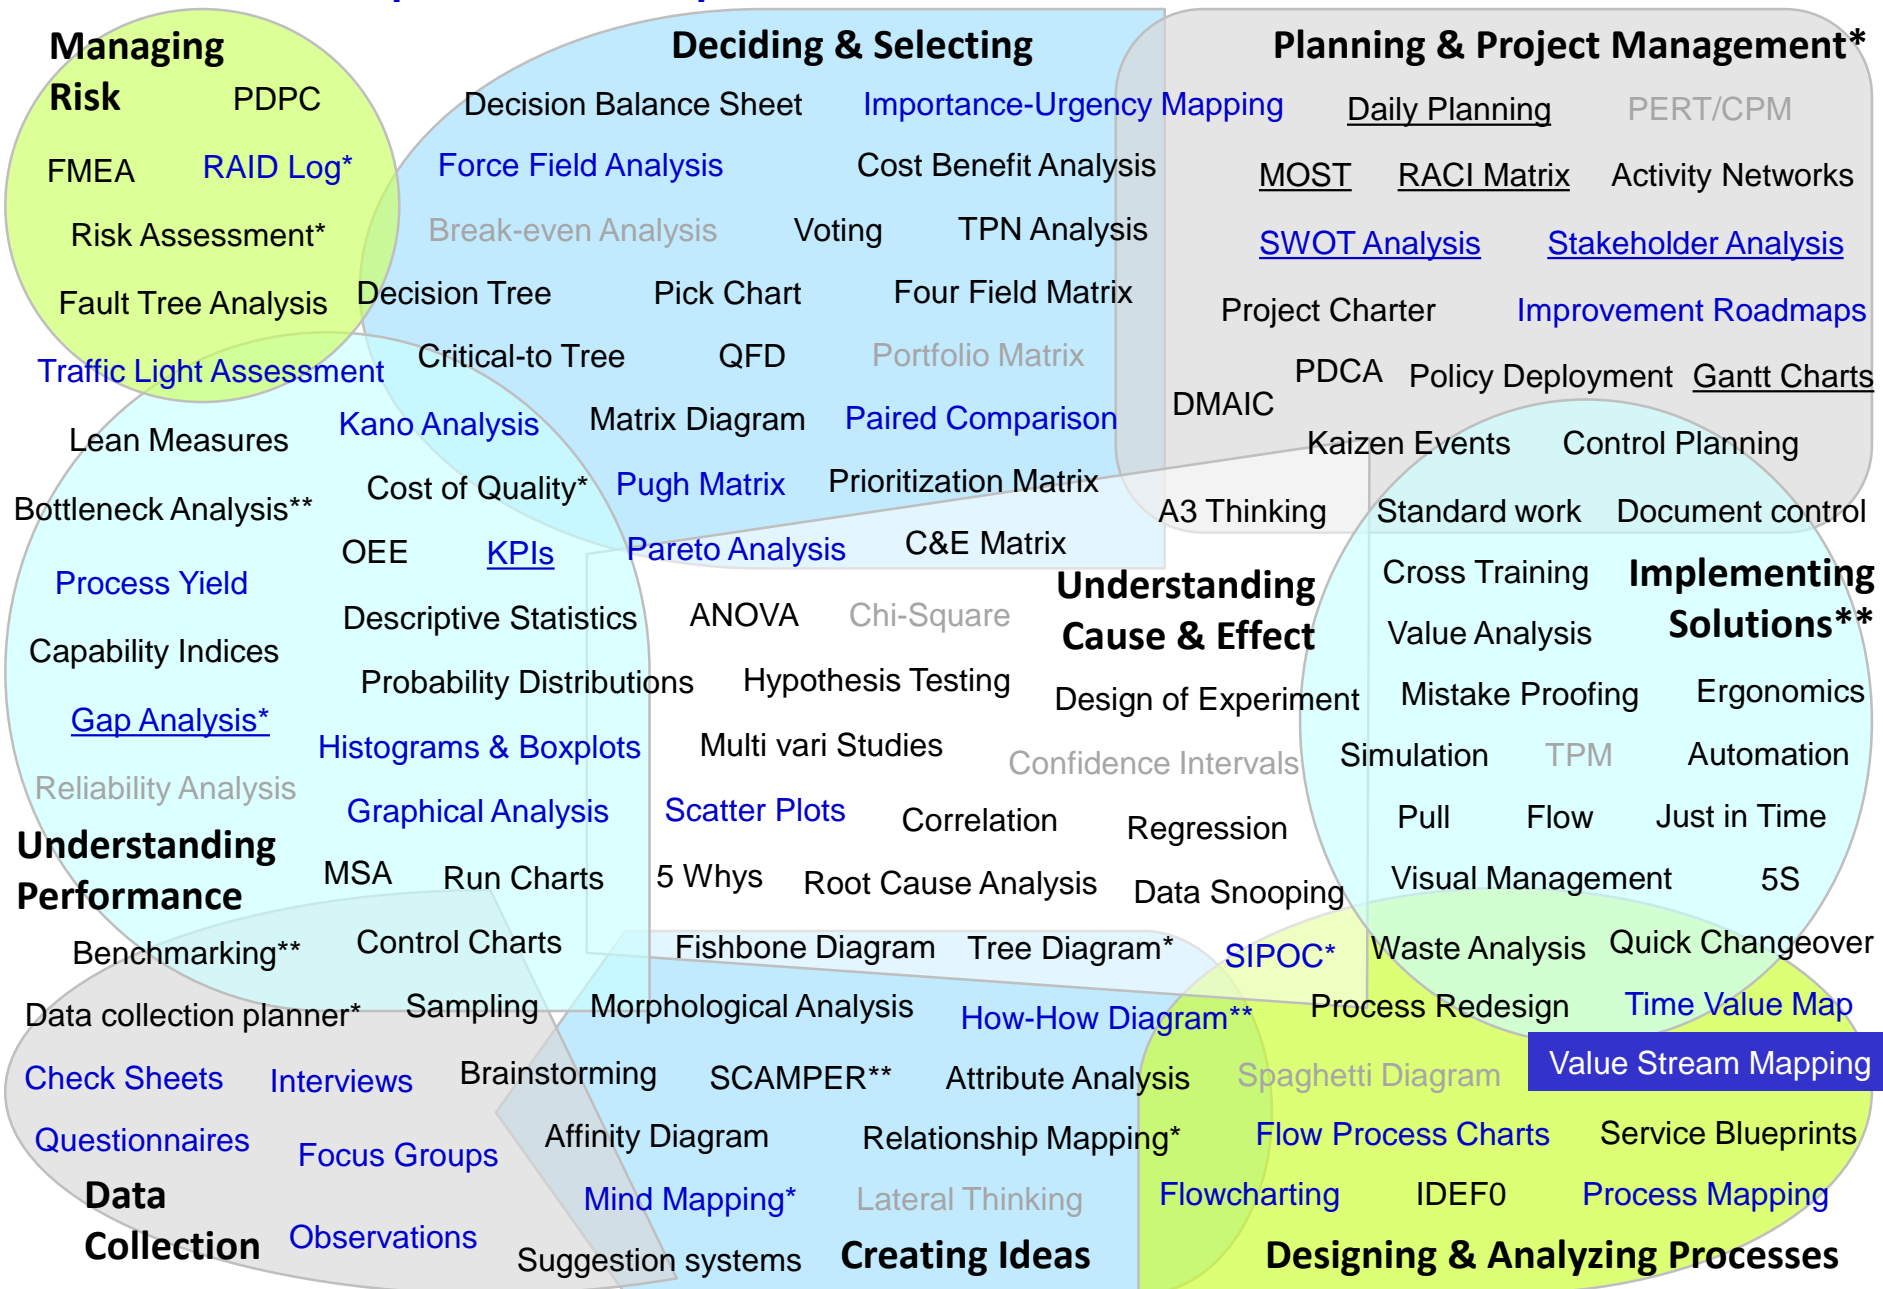 Managing
Risk
Deciding & Selecting
Planning & Project Management*
PDPC
Decision Balance Sheet
Importance-Urgency Mapping
Daily Planning
PERT/CPM
FMEA
RAID Log*
Force Field Analysis
Cost Benefit Analysis
MOST
RACI Matrix
Activity Networks
Risk Assessment*
Break-even Analysis
Voting
TPN Analysis
SWOT Analysis
Stakeholder Analysis
Fault Tree Analysis
Decision Tree
Pick Chart
Four Field Matrix
Project Charter
Improvement Roadmaps
Traffic Light Assessment
Critical-to Tree
QFD
Portfolio Matrix
PDCA
Policy Deployment
Gantt Charts
DMAIC
Lean Measures
Kano Analysis
Matrix Diagram
Paired Comparison
Kaizen Events
Control Planning
Bottleneck Analysis**
Cost of Quality*
Pugh Matrix
Prioritization Matrix
A3 Thinking
Standard work
Document control
OEE
KPIs
Pareto Analysis
C&E Matrix
Understanding
Cause & Effect
Cross Training
Implementing
Solutions**
Process Yield
Descriptive Statistics
ANOVA
Chi-Square
Value Analysis
Capability Indices
Probability Distributions
Hypothesis Testing
Design of Experiment
Mistake Proofing
Ergonomics
Gap Analysis*
Histograms & Boxplots
Multi vari Studies
Confidence Intervals
Simulation
TPM
Automation
Reliability Analysis
Graphical Analysis
Scatter Plots
Correlation
Regression
Pull
Flow
Just in Time
Understanding
Performance
MSA
Run Charts
5 Whys
Root Cause Analysis
Data Snooping
Visual Management
5S
Benchmarking**
Control Charts
Fishbone Diagram
Tree Diagram*
SIPOC*
Waste Analysis
Quick Changeover
Data collection planner*
Sampling
Morphological Analysis
How-How Diagram**
Process Redesign
Time Value Map
Check Sheets
Interviews
Brainstorming
SCAMPER**
Attribute Analysis
Spaghetti Diagram
Value Stream Mapping
Questionnaires
Focus Groups
Affinity Diagram
Relationship Mapping*
Flow Process Charts
Service Blueprints
Data
Collection
Mind Mapping*
Lateral Thinking
Flowcharting
IDEF0
Process Mapping
Observations
Suggestion systems
Creating Ideas
Designing & Analyzing Processes